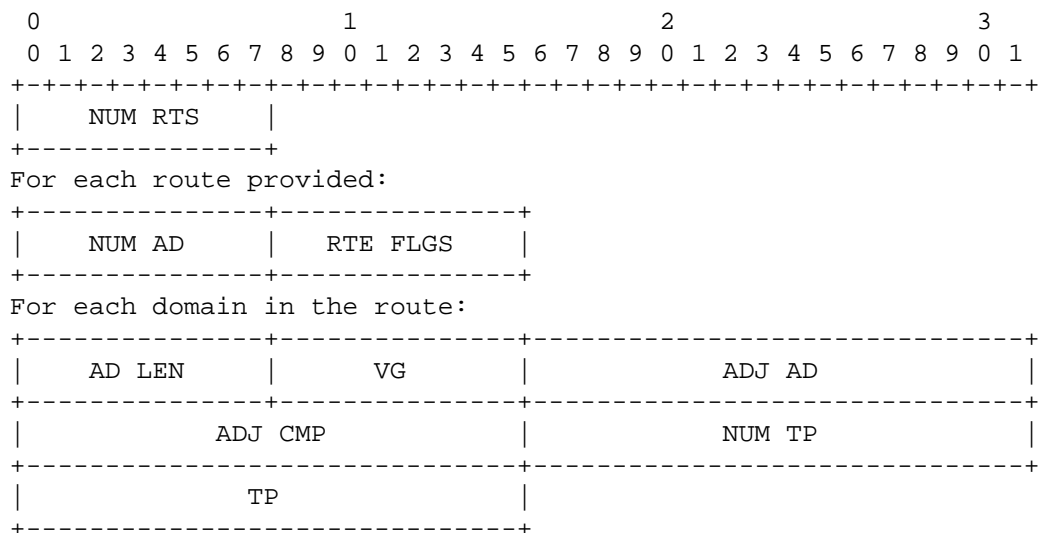 0                   1                   2                   3
 0 1 2 3 4 5 6 7 8 9 0 1 2 3 4 5 6 7 8 9 0 1 2 3 4 5 6 7 8 9 0 1
+-+-+-+-+-+-+-+-+-+-+-+-+-+-+-+-+-+-+-+-+-+-+-+-+-+-+-+-+-+-+-+-+
|    NUM RTS    |
+---------------+
For each route provided:
+---------------+---------------+
|    NUM AD     |   RTE FLGS    |
+---------------+---------------+
For each domain in the route:
+---------------+---------------+-------------------------------+
|    AD LEN     |      VG       |            ADJ AD             |
+---------------+---------------+-------------------------------+
|            ADJ CMP            |            NUM TP             |
+-------------------------------+-------------------------------+
|              TP               |
+-------------------------------+